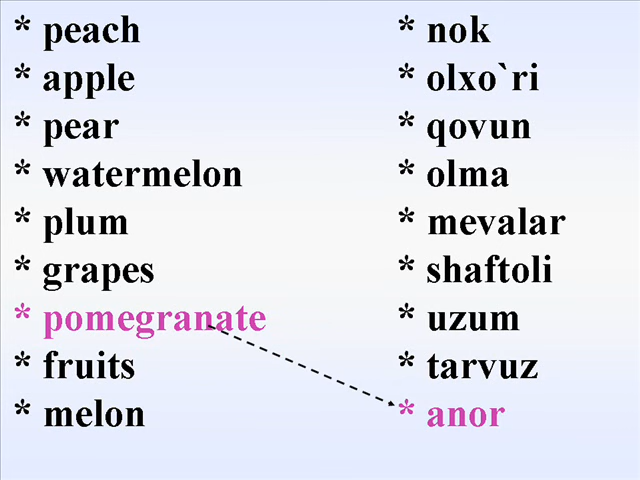 * peach
* apple
* pear
* watermelon
* plum
* grapes
* pomegranate
* fruits
* melon
* nok
* olxo`ri
* qovun
* olma
* mevalar
* shaftoli
* uzum
* tarvuz
* anor